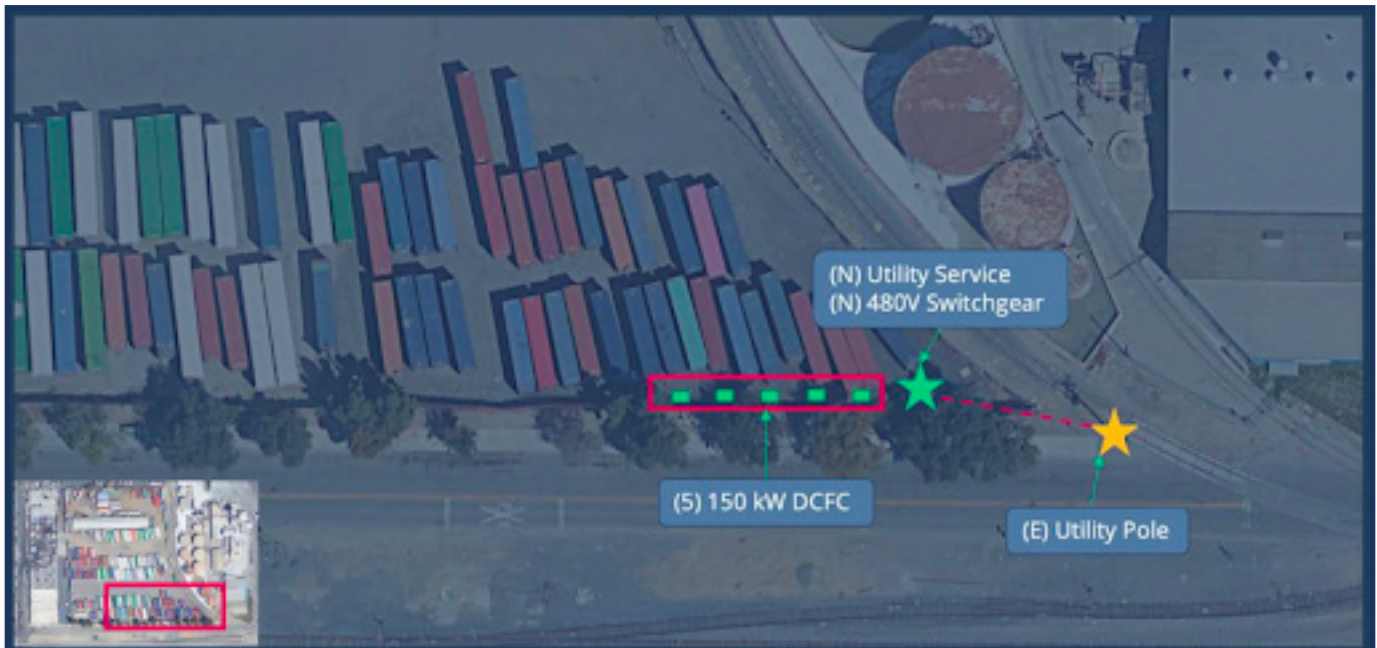 (N) Utility Service
(N) 480V Switchgear
(5) 150 kW DCFC
(E) Utility Pole